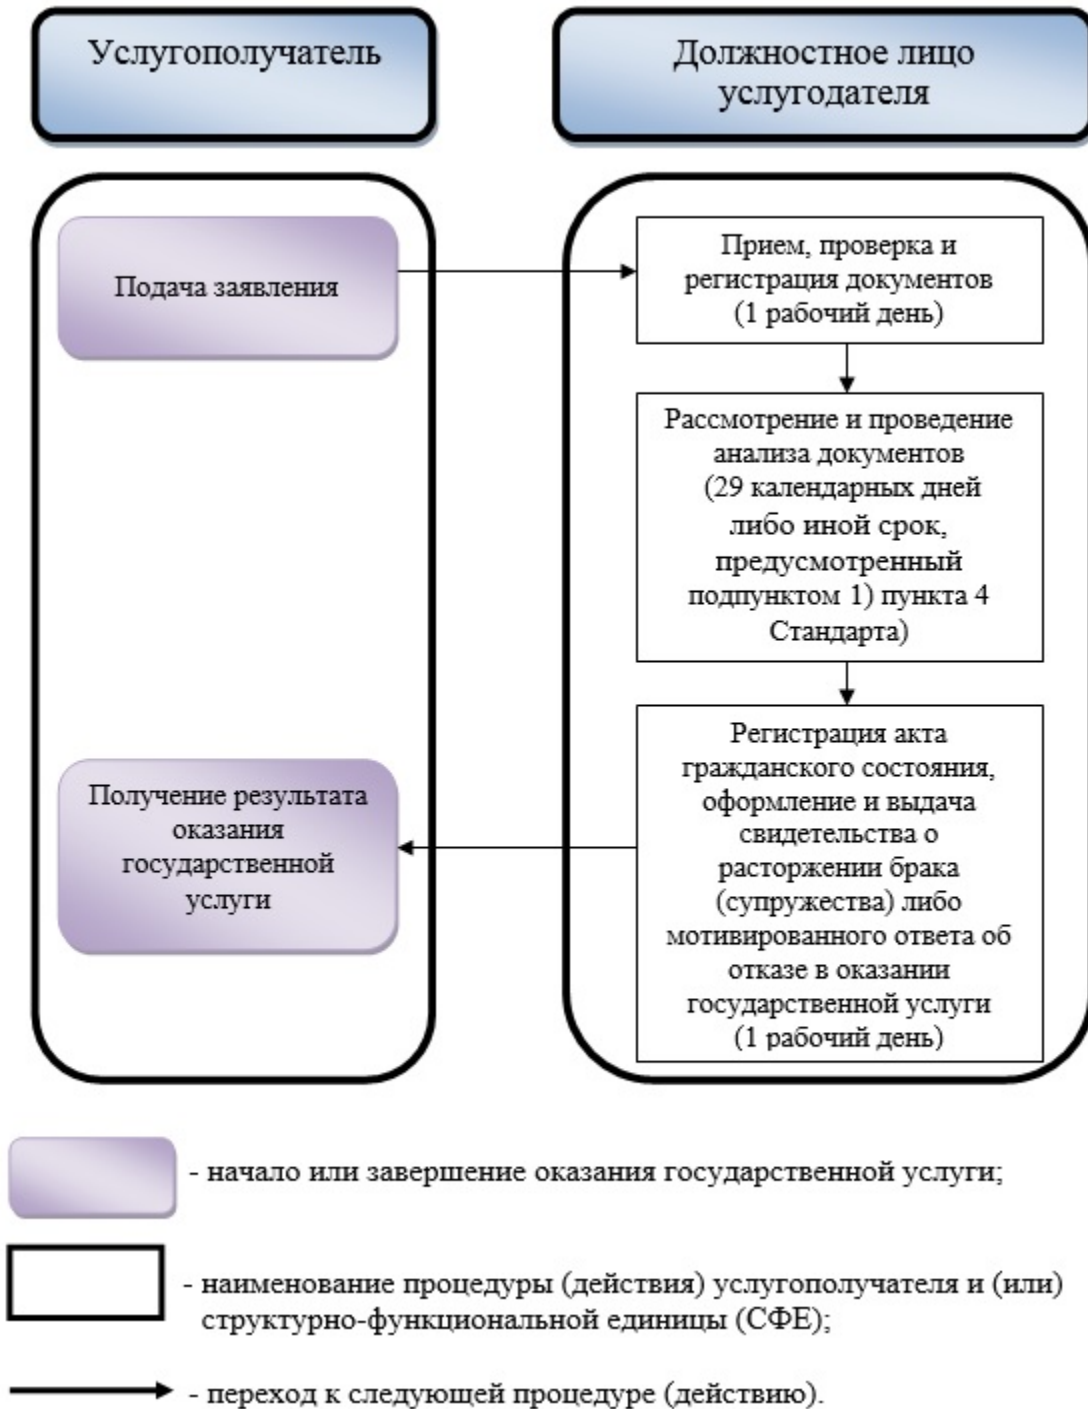 Услугополучатель
Должностное лицо
услугодателя
Подача заявления
Прием, проверка и
регистрация документов
(1 рабочий день)
Рассмотрение и проведение
анализа документов
(29 календарных дней
либо иной срок,
предусмотренный
подпунктом 1) пункта 4
Стандарта)
Регистрация акта
гражданского состояния,
оформление и выдача
свидетельства о
расторжении брака
(супружества) либо
мотивированного ответа об
отказе в оказании
государственной услуги
(1 рабочий день)
Получение результата
оказания
государственной
услуги
- начало или завершение оказания государственной услуги;
- наименование процедуры (действия) услугополучателя и (или)
структурно-функциональной единицы (СФЕ);
- переход к следующей процедуре (действию).